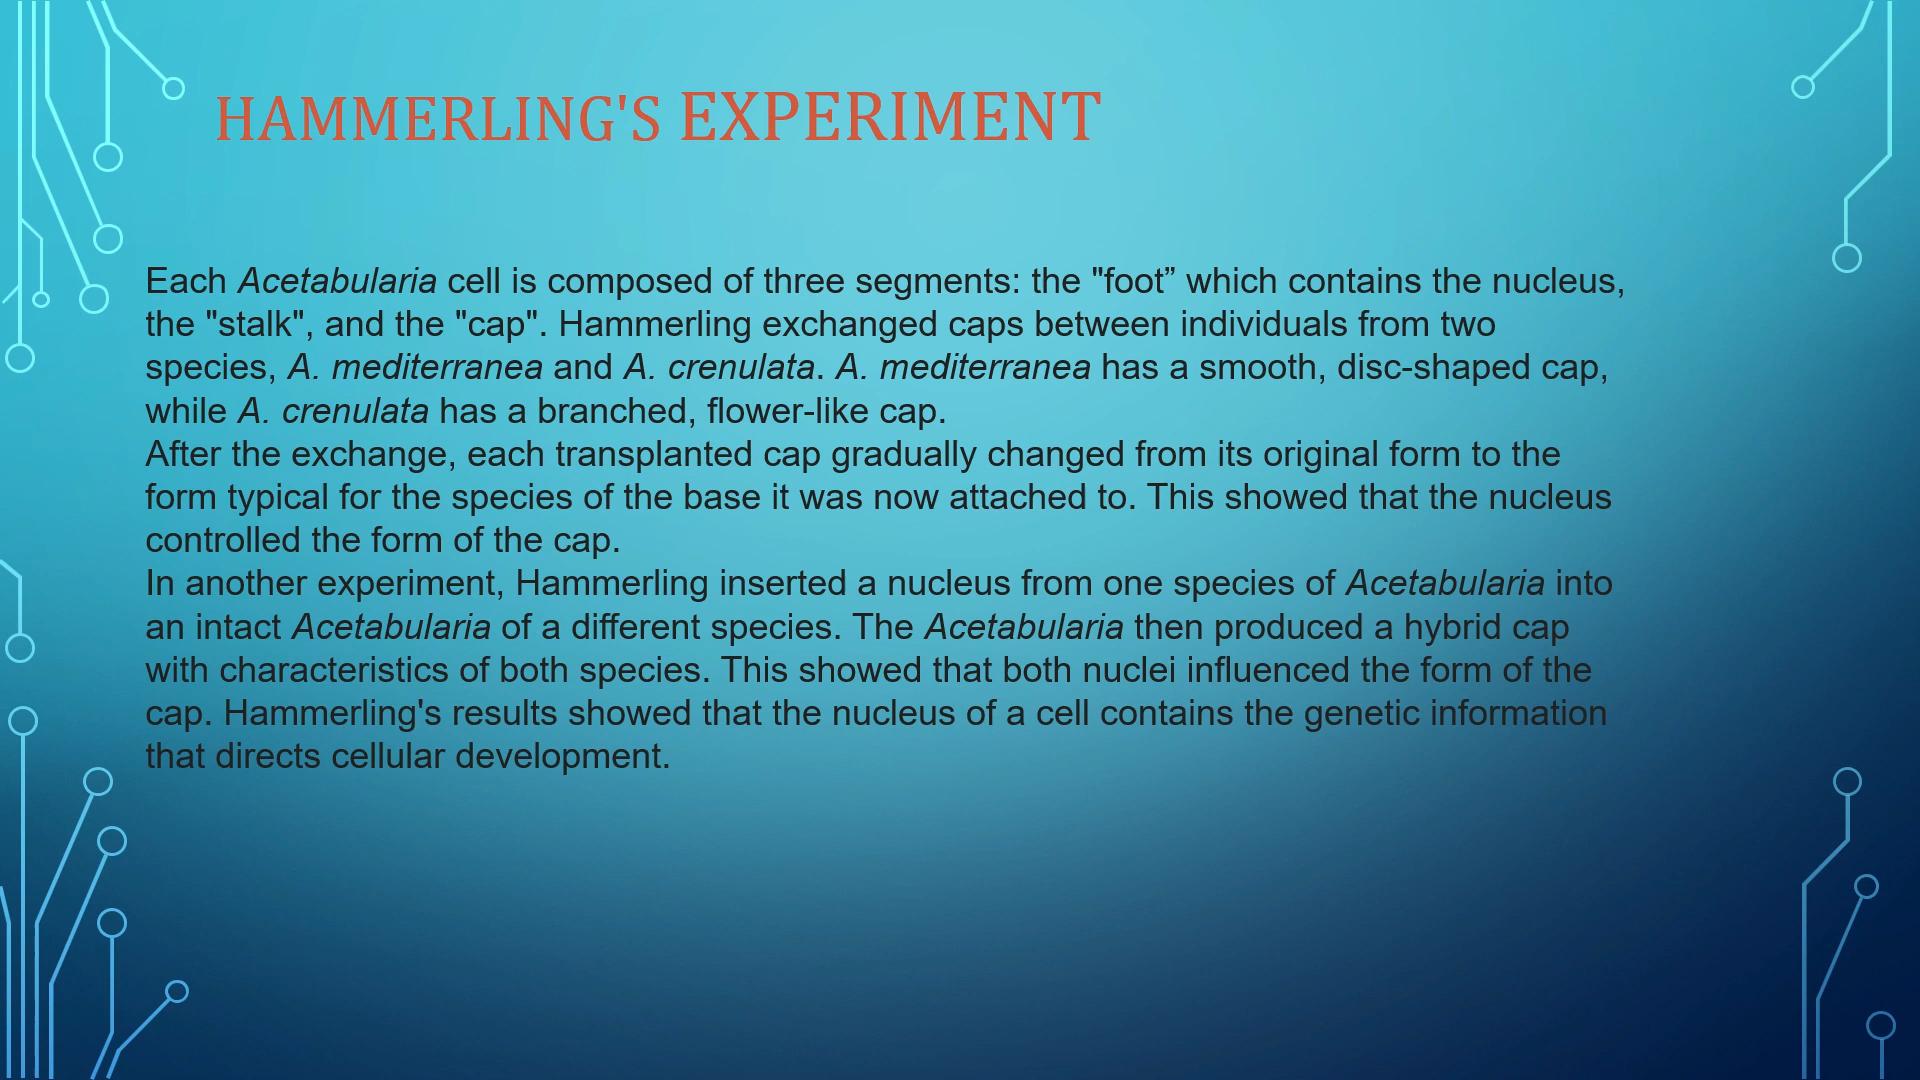 HAMMERLING'S EXPERIMENT
Each Acetabularia cell is composed of three segments: the "foot” which contains the nucleus,
the "stalk", and the "cap". Hammerling exchanged caps between individuals from two
species, A. mediterranea and A. crenulata. A. mediterranea has a smooth, disc-shaped cap,
while A. crenulata has a branched, flower-like cap.
After the exchange, each transplanted cap gradually changed from its original form to the
form typical for the species of the base it was now attached to. This showed that the nucleus
controlled the form of the cap.
In another experiment, Hammerling inserted a nucleus from one species of Acetabularia into
an intact Acetabularia of a different species. The Acetabularia then produced a hybrid cap
with characteristics of both species. This showed that both nuclei influenced the form of the
cap. Hammerling's results showed that the nucleus of a cell contains the genetic information
that directs cellular development.